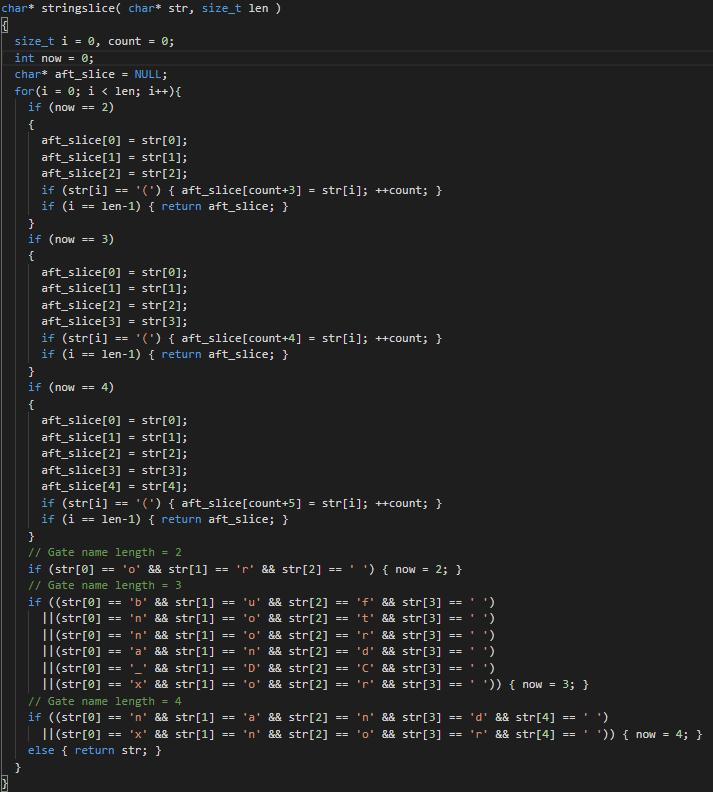 char* stringslice( char* str, size_t len )
{
  size_t i = 0, count = 0;
  int now = 0;
  char* aft_slice = NULL;
  for(i = 0; i < len; i++){
    if (now == 2)
    {
      aft_slice[0] = str[0];
      aft_slice[1] = str[1];
      aft_slice[2] = str[2];
      if (str[i] == '(') { aft_slice[count+3] = str[i]; ++count; }
      if (i == len-1) { return aft_slice; }
    }
    if (now == 3)
    {
      aft_slice[0] = str[0];
      aft_slice[1] = str[1];
      aft_slice[2] = str[2];
      aft_slice[3] = str[3];
      if (str[i] == '(') { aft_slice[count+4] = str[i]; ++count; }
      if (i == len-1) { return aft_slice; }
    }
    if (now == 4)
    {
      aft_slice[0] = str[0];
      aft_slice[1] = str[1];
      aft_slice[2] = str[2];
      aft_slice[3] = str[3];
      aft_slice[4] = str[4];
      if (str[i] == '(') { aft_slice[count+5] = str[i]; ++count; }
      if (i == len-1) { return aft_slice; }
    }
    // Gate name length = 2
    if (str[0] == 'o' && str[1] == 'r' && str[2] == ' ') { now = 2; }
    // Gate name length = 3
    if ((str[0] == 'b' && str[1] == 'u' && str[2] == 'f' && str[3] == ' ')
      ||(str[0] == 'n' && str[1] == 'o' && str[2] == 't' && str[3] == ' ')
      ||(str[0] == 'n' && str[1] == 'o' && str[2] == 'r' && str[3] == ' ')
      ||(str[0] == 'a' && str[1] == 'n' && str[2] == 'd' && str[3] == ' ')
      ||(str[0] == '_' && str[1] == 'D' && str[2] == 'C' && str[3] == ' ')
      ||(str[0] == 'x' && str[1] == 'o' && str[2] == 'r' && str[3] == ' ')) { now = 3; }
    // Gate name length = 4
    if ((str[0] == 'n' && str[1] == 'a' && str[2] == 'n' && str[3] == 'd' && str[4] == ' ')
      ||(str[0] == 'x' && str[1] == 'n' && str[2] == 'o' && str[3] == 'r' && str[4] == ' ')) { now = 4; }
    else { return str; }
  }
}